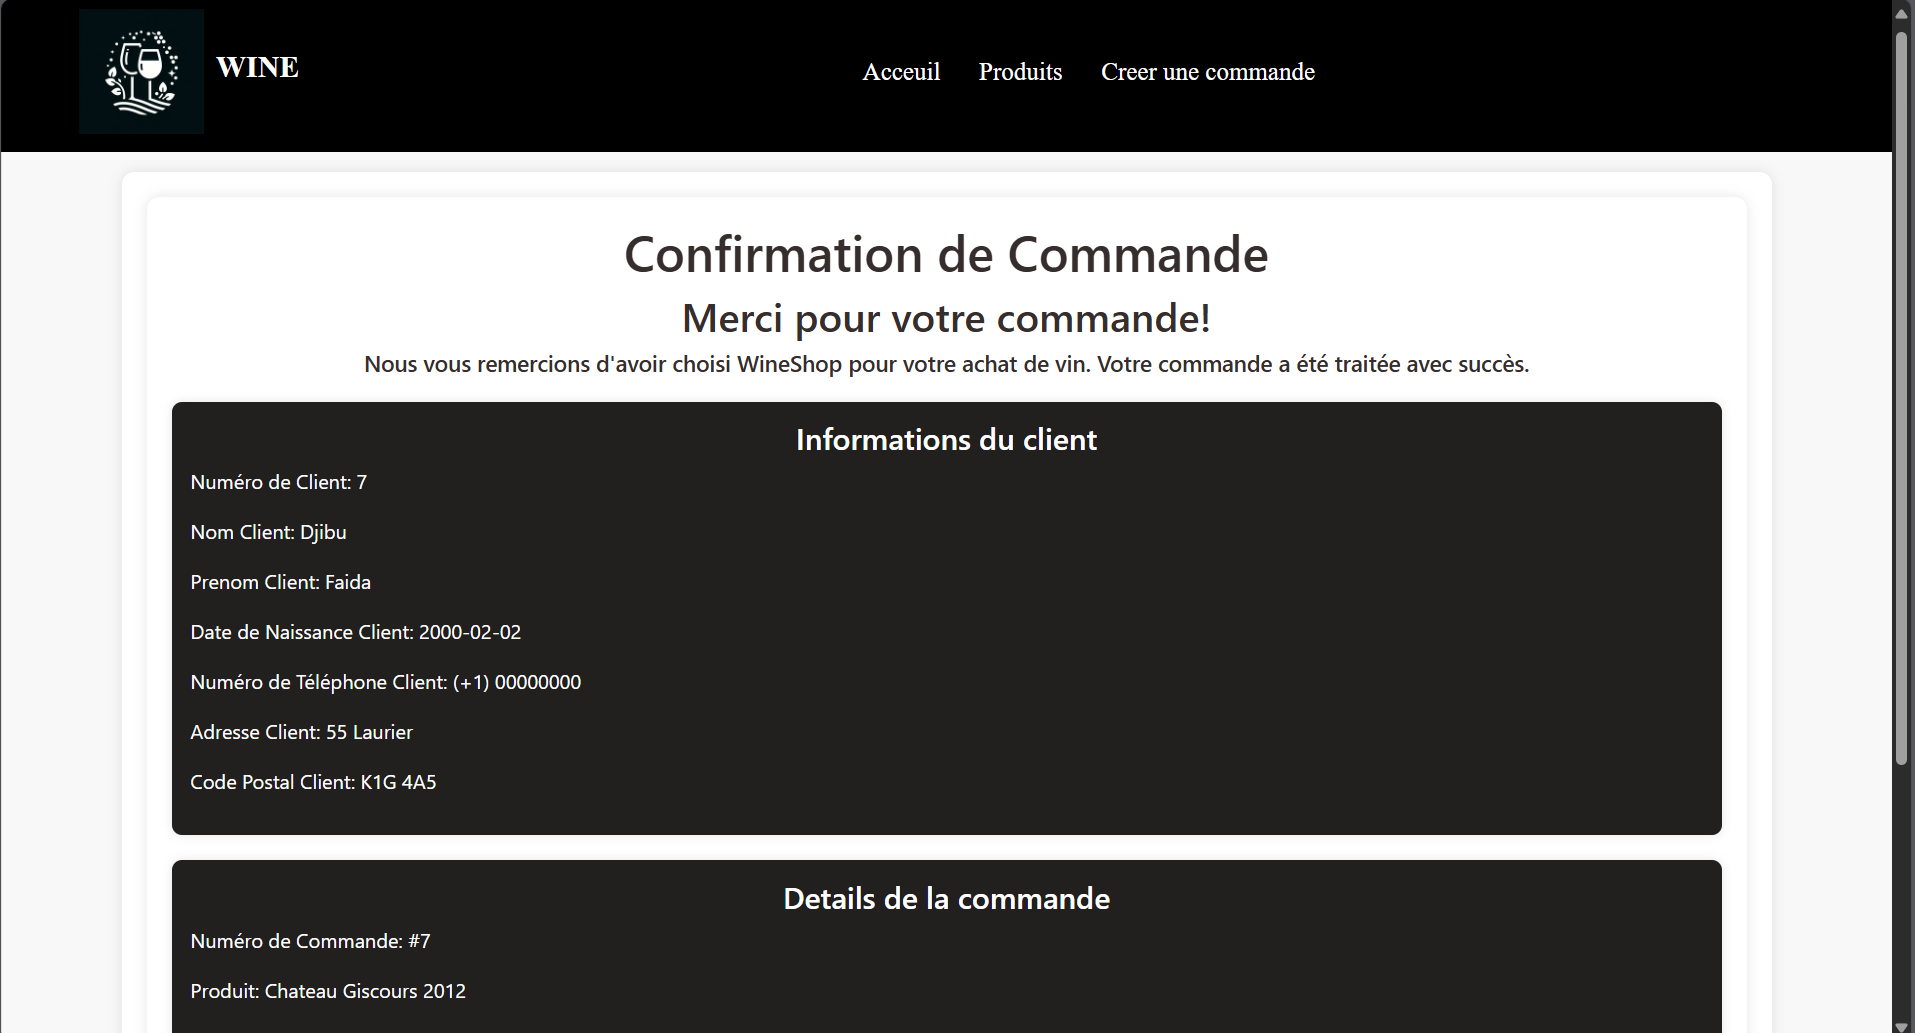 WINE
Acceuil Produits Creer une commande
Confirmation de Commande
Merci pour votre commande!
Nous vous remercions d'avoir choisi WineShop pour votre achat de vin. Votre commande a été traitée avec succès.
Informations du client
Numéro de Client: 7
Nom Client: Djibu
Prenom Client: Faida
Date de Naissance Client: 2000-02-02
Numéro de Téléphone Client: (+1) 00000000
Adresse Client: 55 Laurier
Code Postal Client: K1G 4A5
Details de la commande
Numéro de Commande: #7
Produit: Chateau Giscours 2012